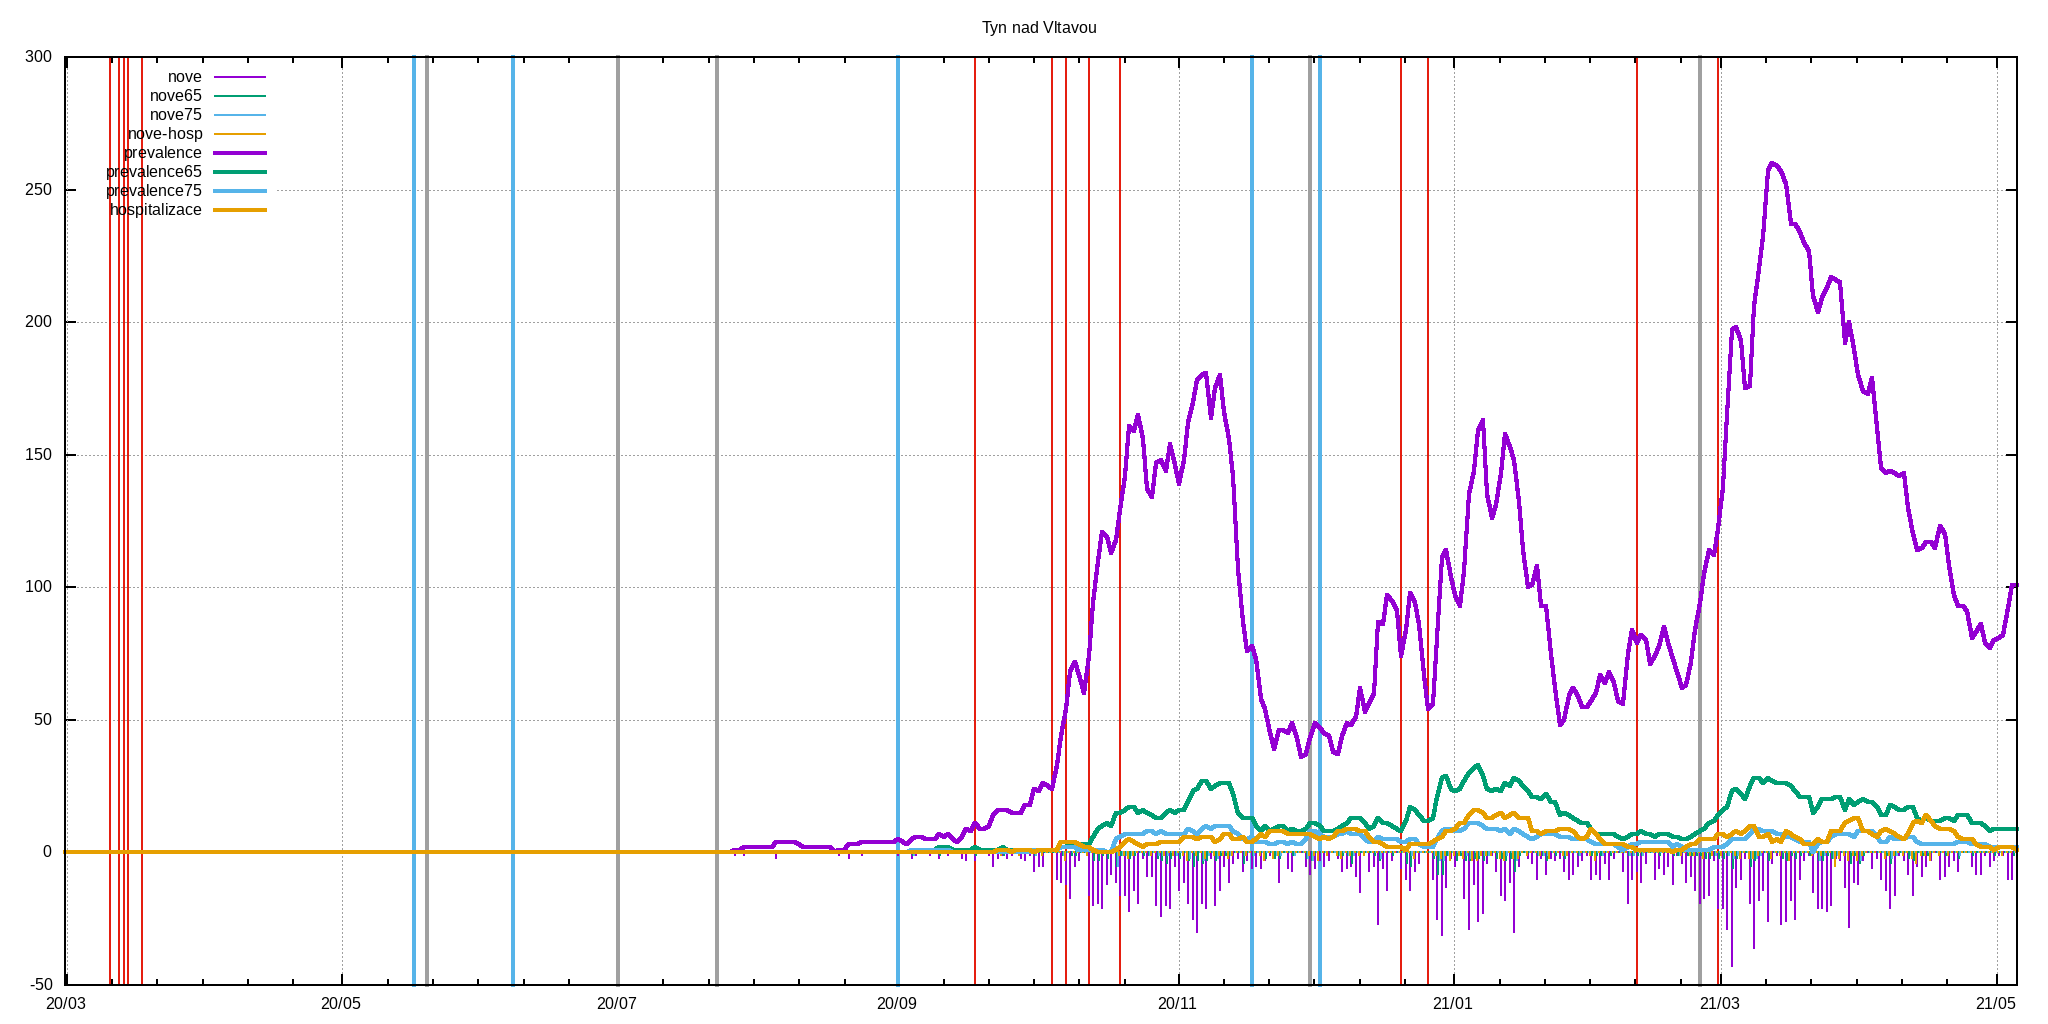 Tyn nad Vltavou
300
250
200
150
100
50
0
-50
nove
nove65
nove75
nove-hosp
prevalence
prevalence65
prevalence75
hospitalizace
20/03 20/05 20/07 20/09 20/11 21/01 21/03 21/05